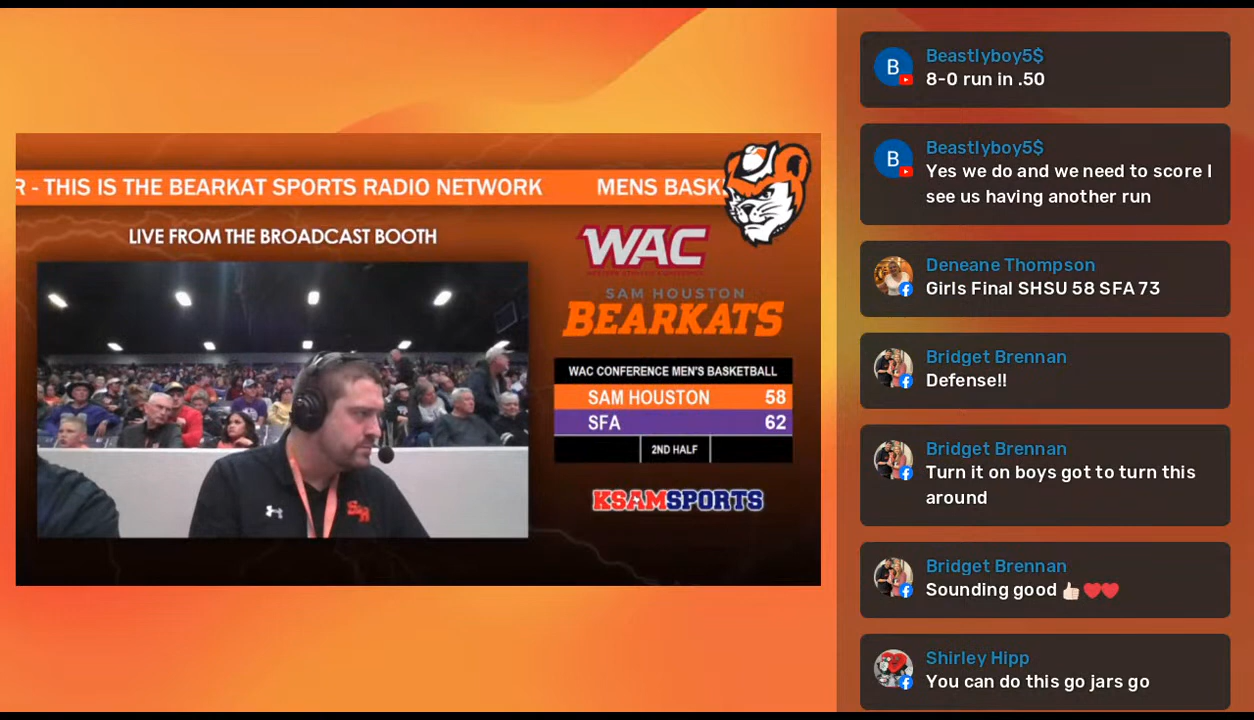 R - THIS IS THE BEARKAT SPORTS RADIO NETWORK MENS BASK
LIVE FROM THE BROADCAST BOOTH
WAC
SAM HOUSTON
BEARKATS
WAC CONFERENCE MEN'S BASKETBALL
SAM HOUSTON 58
SFA 62
2ND HALF
KSAMSPORTS
B
Beastlyboy5$
8-0 run in .50
B
Beastlyboy5$
Yes we do and we need to score I
see us having another run
Deneane Thompson
Girls Final SHSU 58 SFA 73
Bridget Brennan
Defense!!
Bridget Brennan
Turn it on boys got to turn this
around
Bridget Brennan
Sounding good 👍🏻❤️❤️
Shirley Hipp
You can do this go jars go